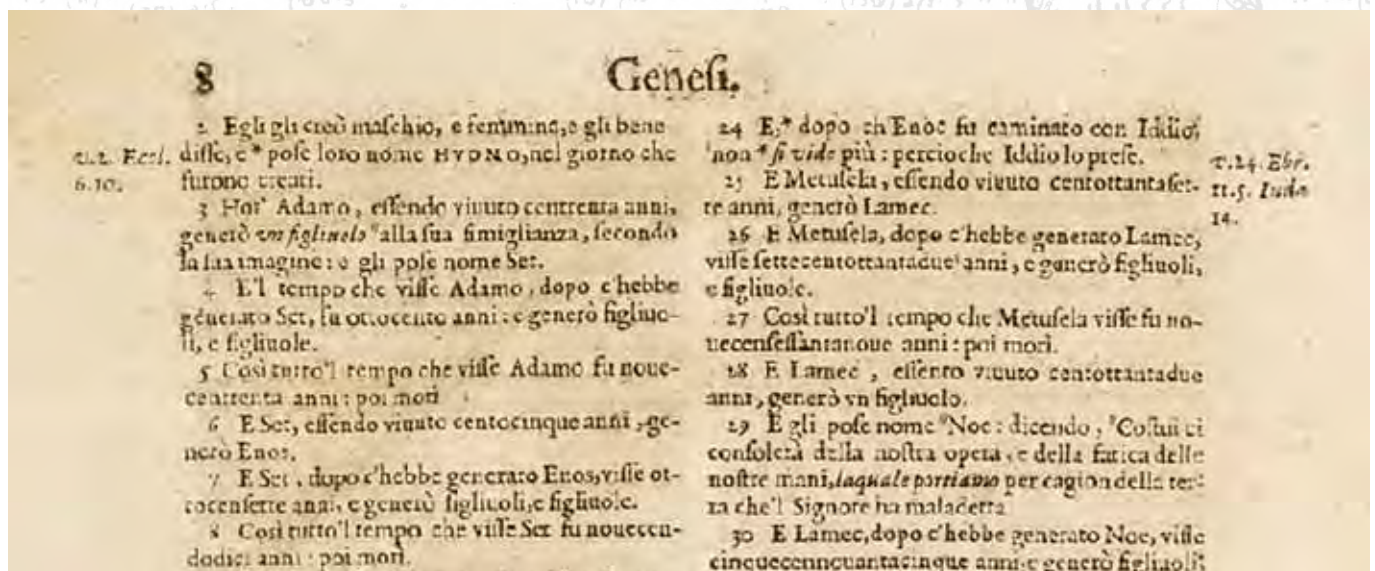 8
Geneſi.
2 Egli gli creò maſchio, e femmina, e gli bene
diſſe, e * poſe loro nome HVOMO, nel giorno che
furono creati.
3 Hor' Adamo, eſſendo viuuto centrenta anni,
generò vn figliuolo "alla ſua ſimiglianza, ſecondo
la ſua imagine: e gli poſe nome Set.
4 E'l tempo che viſſe Adamo, dopo c'hebbe
generato Set, fu ottocento anni: e generò figliuo-
li, e figliuole.
5 Coſì tutto'l tempo che viſſe Adamo fu noue-
centrenta anni: poi morì
6 E Set, eſſendo viuuto centocinque anni, ge-
nerò Enos.
7 E Set, dopo c'hebbe generato Enos, viſſe ot-
tocenſette anni, e generò figliuoli, e figliuole.
8 Coſì tutto'l tempo che viſſe Set fu nouecen-
dodici anni: poi morì.
v.2. Eccl.
6.10.
24 E,* dopo ch'Enoc fu caminato con Iddio,
non * ſi vide più: percioche Iddio lo preſe.
25 E Metuſela, eſſendo viuuto centottantaſet-
te anni, generò Lamec.
26 E Metuſela, dopo c'hebbe generato Lamec,
viſſe ſettecentottantadue anni, e generò figliuoli,
e figliuole.
27 Coſì tutto'l tempo che Metuſela viſſe fu no-
uecenſeſſantanoue anni: poi morì.
28 E Lamec, eſſendo viuuto centottantadue
anni, generò vn figliuolo.
29 E gli poſe nome "Noe: dicendo, "Coſtui ci
conſolerà della noſtra opera, e della fatica delle
noſtre mani, laquale portiamo per cagion della ter-
ra che'l Signore ha maladetta
30 E Lamec, dopo c'hebbe generato Noe, viſſe
cinquecennouantacinque anni: e generò figliuoli;
v.24. Ebr.
11.5. Iuda
14.